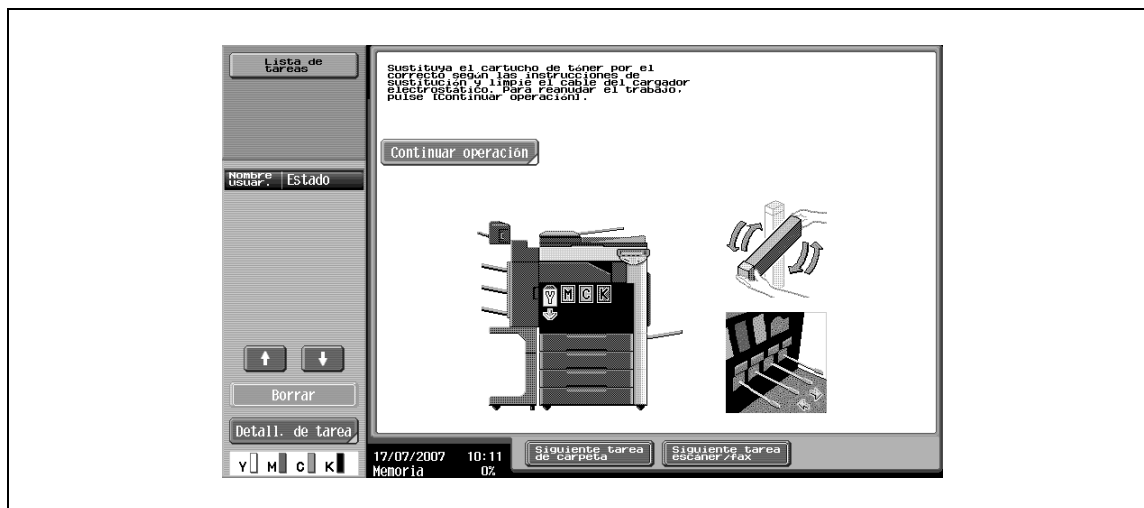 Lista de
tareas
Sustituya el cartucho de tóner por el
correcto según las instrucciones de
sustitución y limpie el cable del cargador
electrostático. Para reanudar el trabajo,
pulse [Continuar operación].
Continuar operación
Nombre
usuar.
Estado
Y M C K
Borrar
Detall. de tarea
Siguiente tarea
de carpeta
Siguiente tarea
escáner/fax
Y M C K
17/07/2007 10:11
Memoria 0%